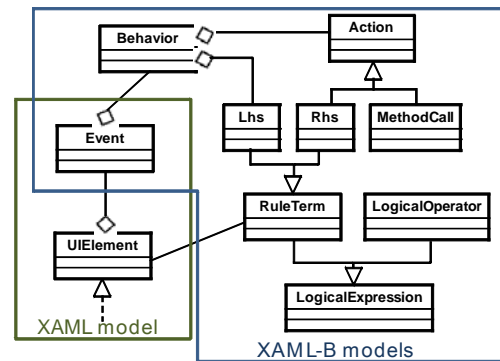 Behavior
Action
Event
Lhs
Rhs
MethodCall
UIElement
RuleTerm
LogicalOperator
LogicalExpression
XAML model
XAML-B models